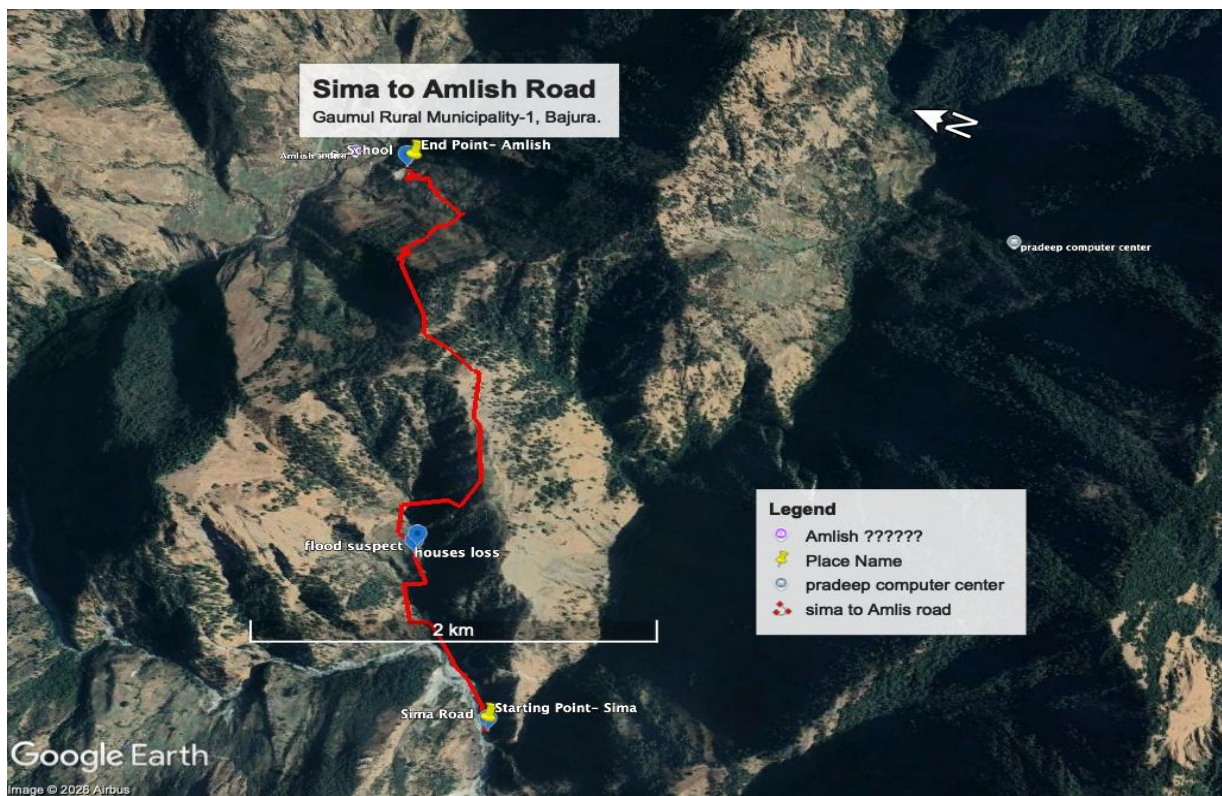 Sima to Amlish Road
Gaumul Rural Municipality-1, Bajura.
Amlish
School
End Point- Amlish
N
pradeep computer center
flood suspect
houses loss
2 km
Sima Road
Starting Point- Sima
Legend
Amlish ??????
Place Name
pradeep computer center
sima to Amlis road
Google Earth
Image © 2026 Airbus